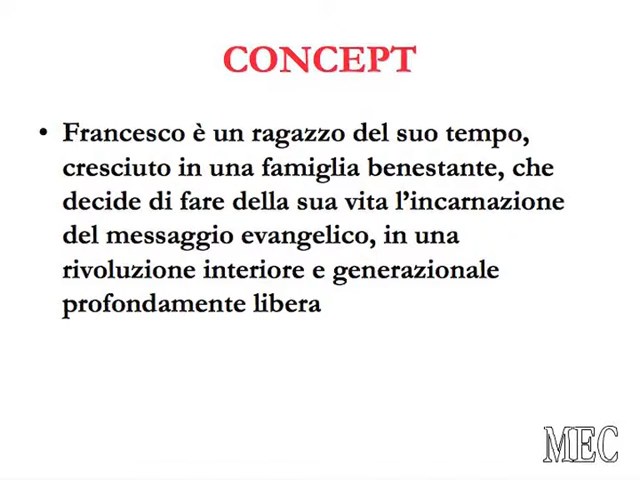 CONCEPT
• Francesco è un ragazzo del suo tempo,
cresciuto in una famiglia benestante, che
decide di fare della sua vita l’incarnazione
del messaggio evangelico, in una
rivoluzione interiore e generazionale
profondamente libera
MEC